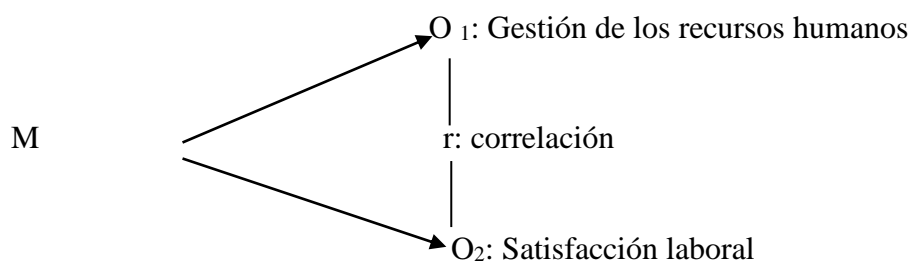 O 1: Gestión de los recursos humanos
M
r: correlación
O2: Satisfacción laboral